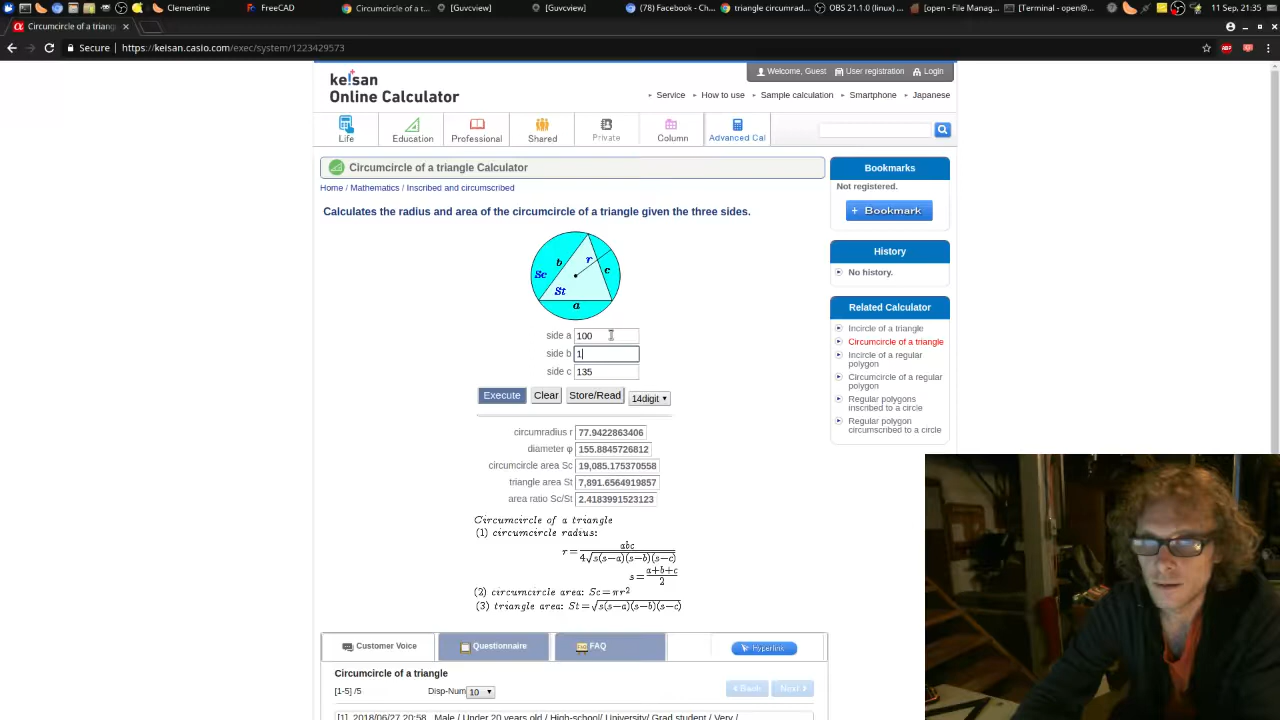 Clementine FreeCAD Circumcircle of a t... [Guvcview] [Guvcview] (78) Facebook - Ch... triangle circumrad... OBS 21.1.0 (linux) ... [open - File Manag... [Terminal - open@... 11 Sep, 21:35
Circumcircle of a triang
Secure https://keisan.casio.com/exec/system/1223429573
ke!san
Online Calculator
Welcome, Guest User registration Login
Service How to use Sample calculation Smartphone Japanese
Life Education Professional Shared Private Column Advanced Cal
Circumcircle of a triangle Calculator
Home / Mathematics / Inscribed and circumscribed
Calculates the radius and area of the circumcircle of a triangle given the three sides.
b r c
Sc
St
a
side a 100
side b 1
side c 135
Execute Clear Store/Read 14digit
circumradius r 77.9422863406
diameter φ 155.8845726812
circumcircle area Sc 19,085.175370558
triangle area St 7,891.6564919857
area ratio Sc/St 2.4183991523123
Circumcircle of a triangle
(1) circumcircle radius:
r = abc / 4√s(s−a)(s−b)(s−c)
s = a+b+c / 2
(2) circumcircle area: Sc = πr²
(3) triangle area: St = √s(s−a)(s−b)(s−c)
Customer Voice Questionnaire FAQ Hyperlink
Circumcircle of a triangle
[1-5] /5 Disp-Num 10 Back Next
[1] 2018/06/27 20:58 Male / Under 20 years old / High-school/ University/ Grad student / Very /
Bookmarks
Not registered.
+ Bookmark
History
No history.
Related Calculator
Incircle of a triangle
Circumcircle of a triangle
Incircle of a regular
polygon
Circumcircle of a regular
polygon
Regular polygons
inscribed to a circle
Regular polygon
circumscribed to a circle